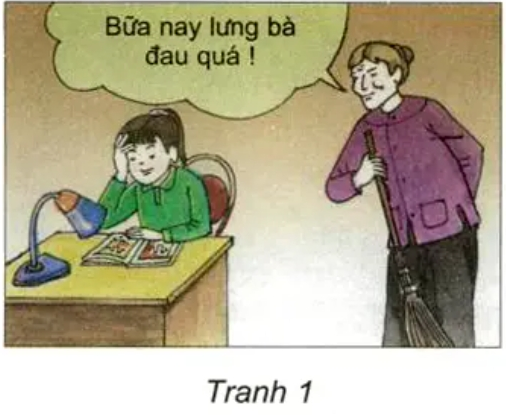 Bữa nay lưng bà
đau quá !
Tranh 1